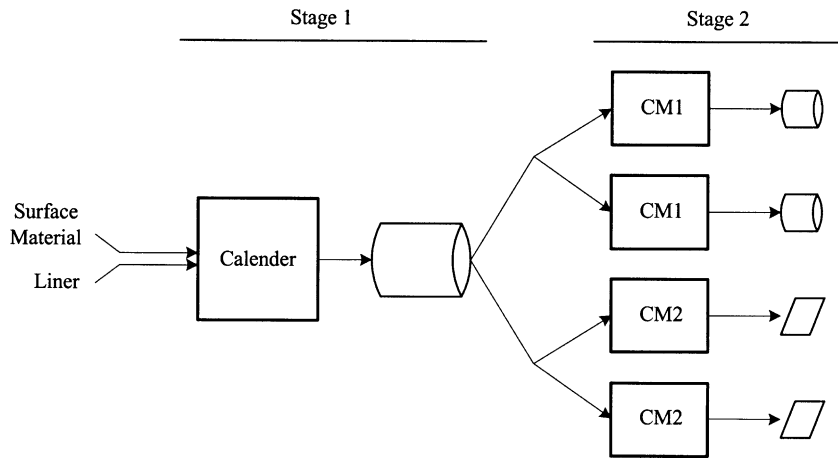 Stage 1
Stage 2
Surface
Material
Liner
Calender
CM1
CM1
CM2
CM2